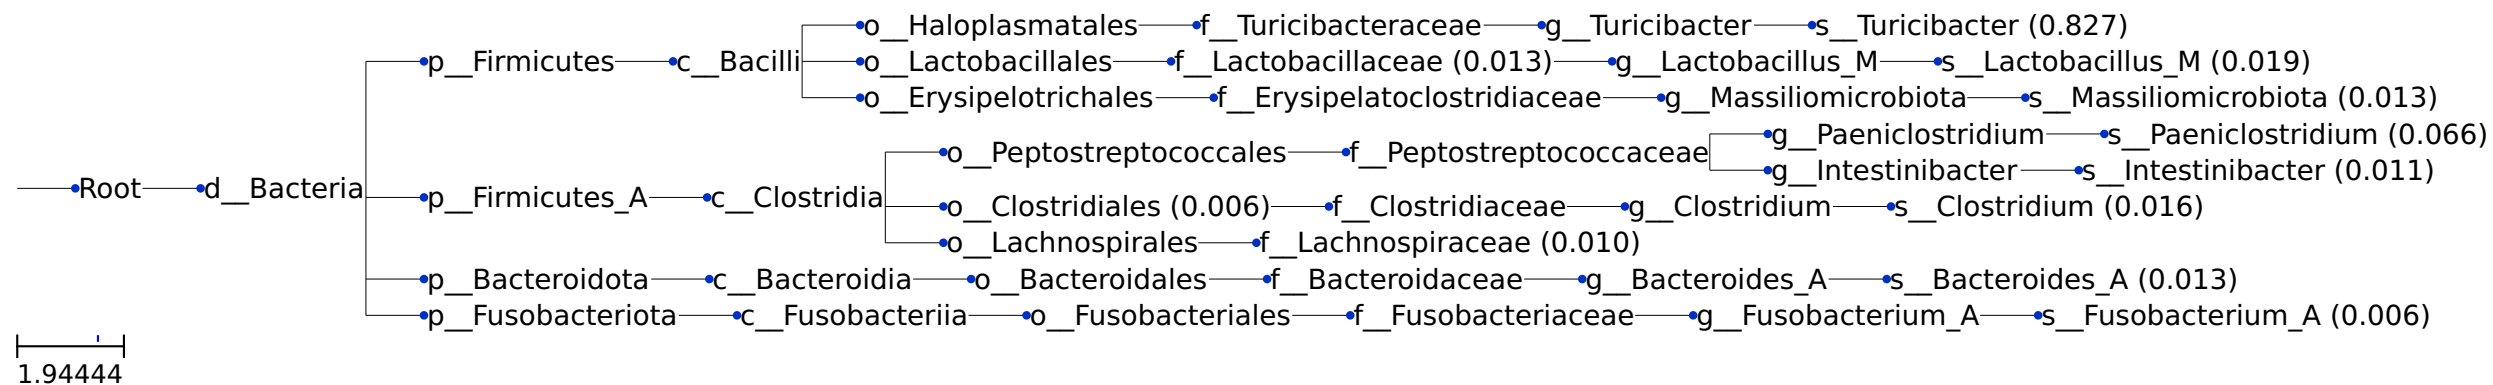 o__Haloplasmatales f__Turicibacteraceae g__Turicibacter s__Turicibacter (0.827)
p__Firmicutes c__Bacilli o__Lactobacillales f__Lactobacillaceae (0.013) g__Lactobacillus_M s__Lactobacillus_M (0.019)
o__Erysipelotrichales f__Erysipelatoclostridiaceae g__Massiliomicrobiota s__Massiliomicrobiota (0.013)
g__Paeniclostridium s__Paeniclostridium (0.066)
o__Peptostreptococcales f__Peptostreptococcaceae
g__Intestinibacter s__Intestinibacter (0.011)
Root d__Bacteria
p__Firmicutes_A c__Clostridia
o__Clostridiales (0.006) f__Clostridiaceae g__Clostridium s__Clostridium (0.016)
o__Lachnospirales f__Lachnospiraceae (0.010)
p__Bacteroidota c__Bacteroidia o__Bacteroidales f__Bacteroidaceae g__Bacteroides_A s__Bacteroides_A (0.013)
p__Fusobacteriota c__Fusobacteriia o__Fusobacteriales f__Fusobacteriaceae g__Fusobacterium_A s__Fusobacterium_A (0.006)
1.94444